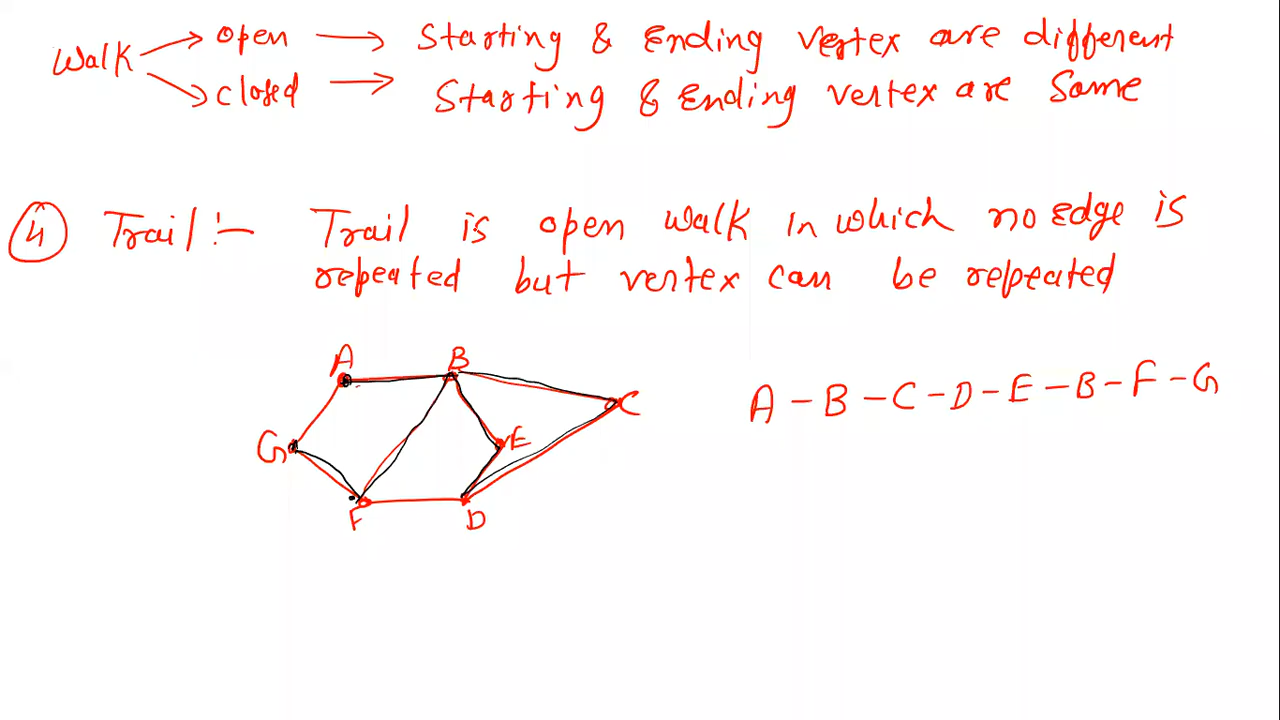 Walk → open → Starting & Ending vertex are different
→ closed → Starting & Ending vertex are Same
4 Trail :- Trail is open walk in which no Edge is
repeated but vertex can be repeated
A B
C
A - B - C - D - E - B - F - G
G E
F D